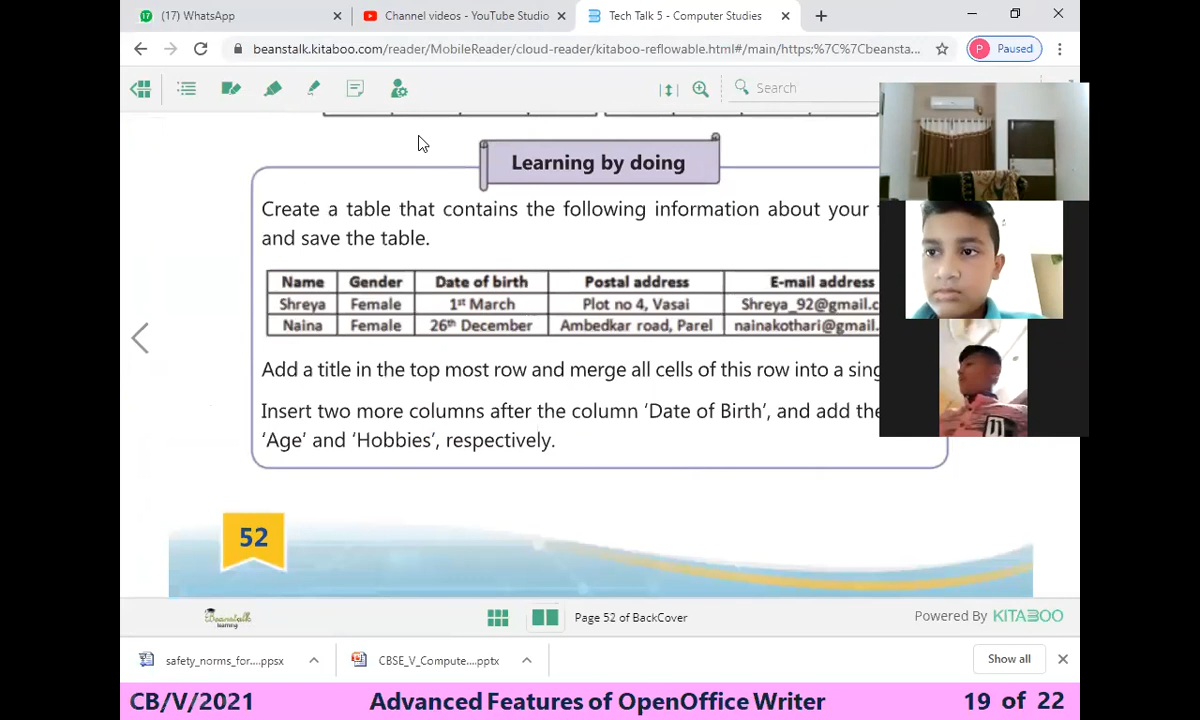 (17) WhatsApp
Channel videos - YouTube Studio
Tech Talk 5 - Computer Studies
beanstalk.kitaboo.com/reader/MobileReader/cloud-reader/kitaboo-reflowable.html#/main/https:%7C%7Cbeansta...
P Paused
Search
Learning by doing
Create a table that contains the following information about your
and save the table.
Name Gender Date of birth Postal address E-mail address
Shreya Female 1st March Plot no 4, Vasai Shreya_92@gmail.c
Naina Female 26th December Ambedkar road, Parel nainakothari@gmail.
Add a title in the top most row and merge all cells of this row into a sing
Insert two more columns after the column ‘Date of Birth’, and add the
‘Age’ and ‘Hobbies’, respectively.
52
Beanstalk
learning
Page 52 of BackCover
Powered By KITABOO
safety_norms_for....ppsx
CBSE_V_Compute....pptx
Show all
CB/V/2021 Advanced Features of OpenOffice Writer 19 of 22